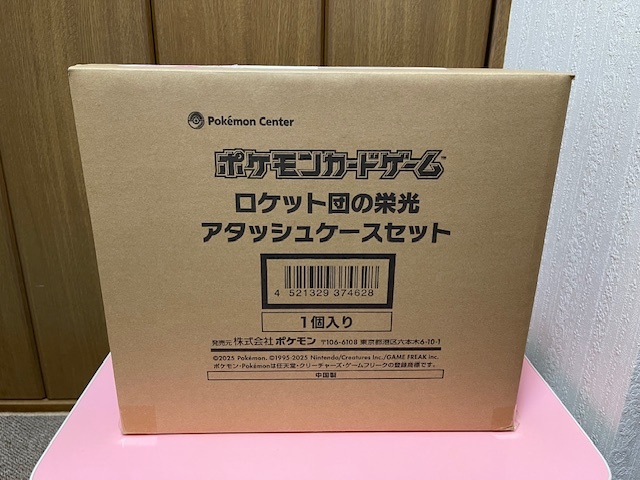 Pokémon Center
ポケモンカードゲーム™
ロケット団の栄光
アタッシュケースセット
4 521329 374628
1個入り
発売元 株式会社 ポケモン 〒106-6108 東京都港区六本木6-10-1
©2025 Pokémon. ©1995-2025 Nintendo/Creatures Inc./GAME FREAK Inc.
ポケモン・Pokémonは任天堂・クリーチャーズ・ゲームフリークの登録商標です。
中国製